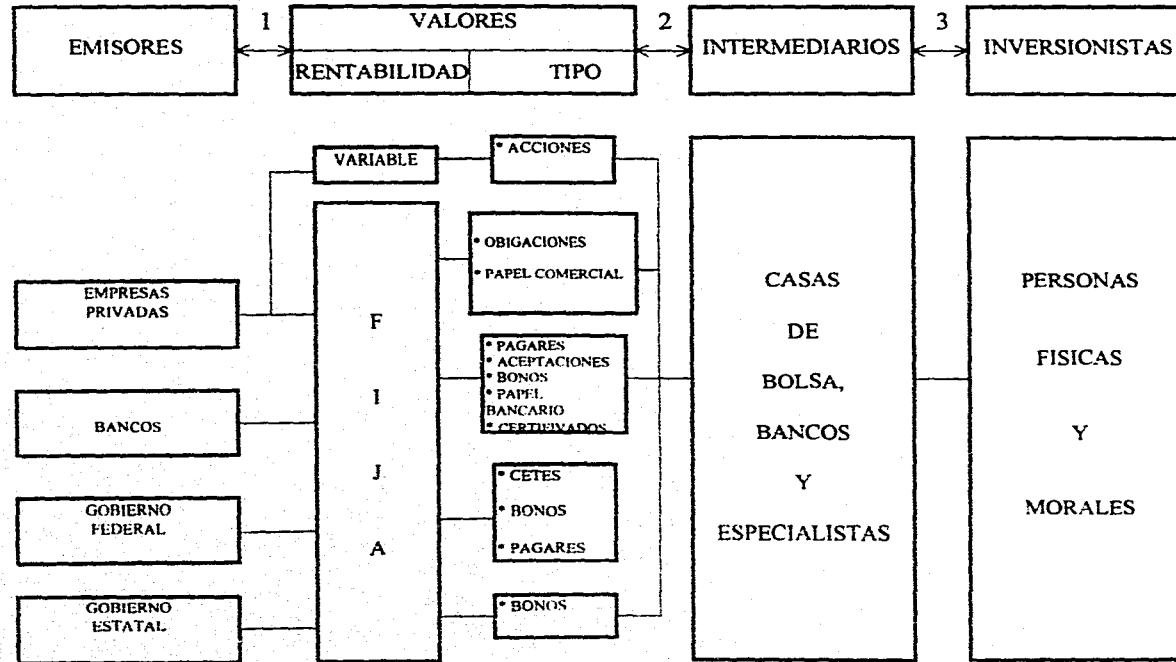 EMISORES
1
VALORES
RENTABILIDAD
TIPO
2
INTERMEDIARIOS
3
INVERSIONISTAS
VARIABLE
• ACCIONES
EMPRESAS
PRIVADAS
BANCOS
GOBIERNO
FEDERAL
GOBIERNO
ESTATAL
F
I
J
A
• OBIGACIONES
• PAPEL COMERCIAL
• PAGARES
• ACEPTACIONES
• BONOS
• PAPEL
BANCARIO
• CERTIFIVADOS
• CETES
• BONOS
• PAGARES
• BONOS
CASAS
DE
BOLSA,
BANCOS
Y
ESPECIALISTAS
PERSONAS
FISICAS
Y
MORALES